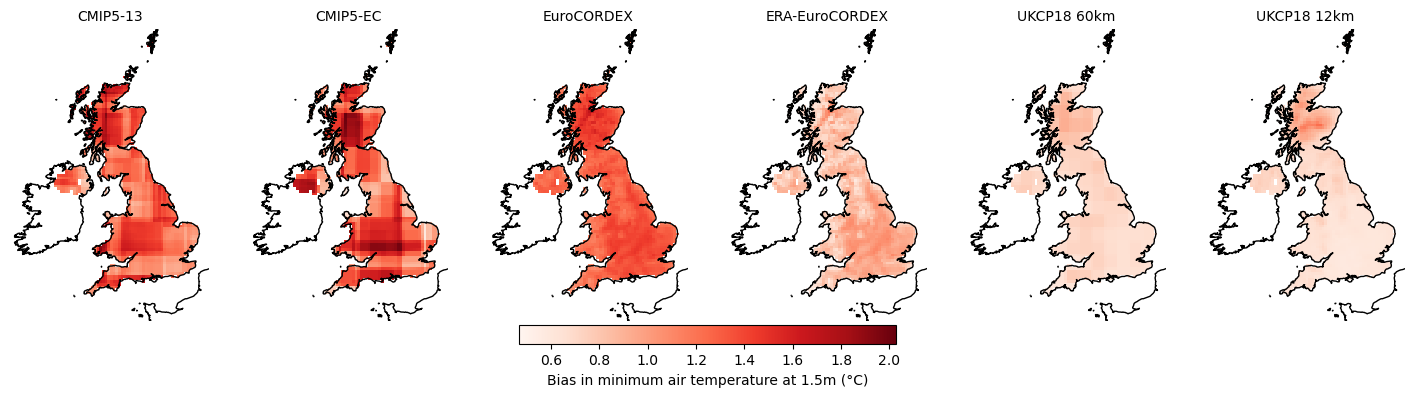 CMIP5-13 CMIP5-EC EuroCORDEX ERA-EuroCORDEX UKCP18 60km UKCP18 12km
0.6 0.8 1.0 1.2 1.4 1.6 1.8 2.0
Bias in minimum air temperature at 1.5m (°C)